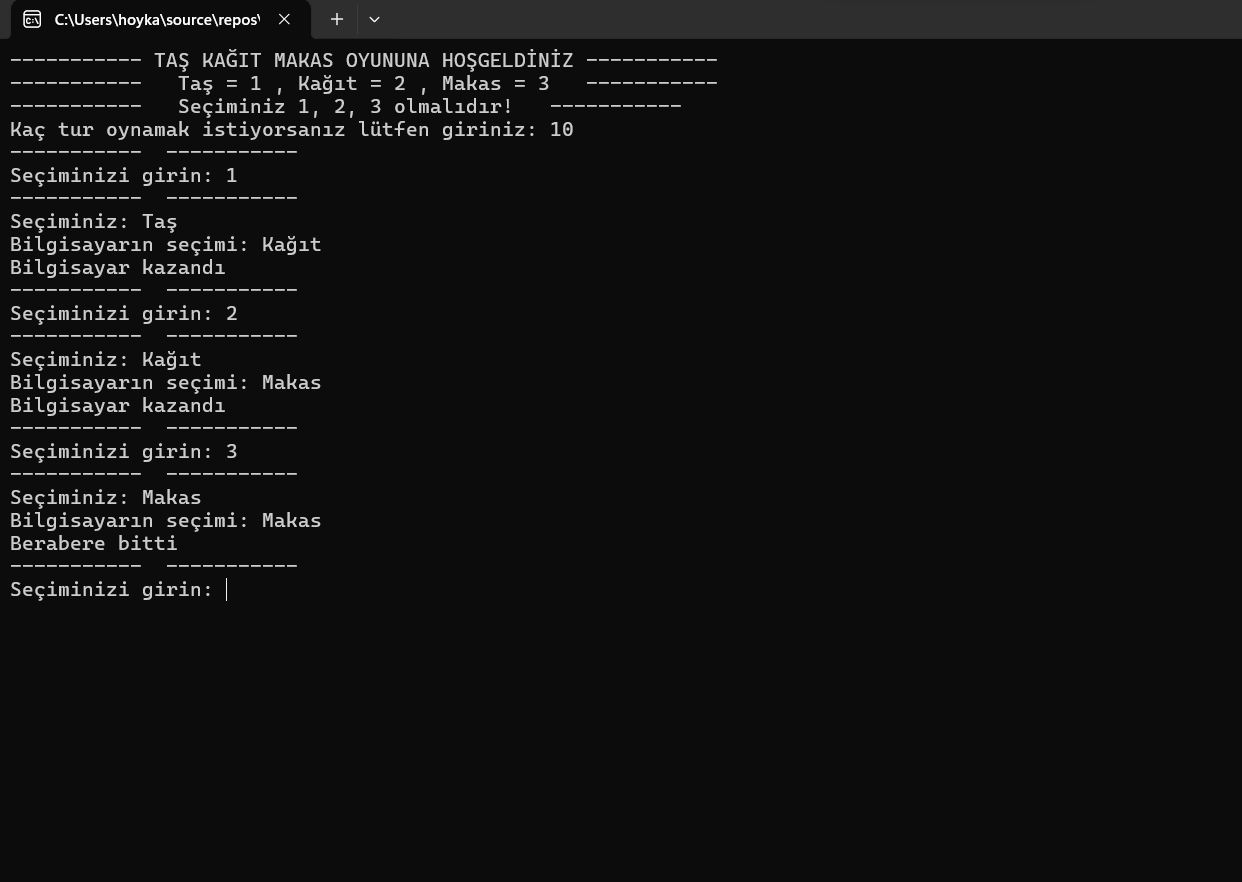 C:\Users\hoyka\source\repos\
----------- TAŞ KAĞIT MAKAS OYUNUNA HOŞGELDİNİZ -----------
-----------   Taş = 1 , Kağıt = 2 , Makas = 3   -----------
-----------   Seçiminiz 1, 2, 3 olmalıdır!   -----------
Kaç tur oynamak istiyorsanız lütfen giriniz: 10
-----------  -----------
Seçiminizi girin: 1
-----------  -----------
Seçiminiz: Taş
Bilgisayarın seçimi: Kağıt
Bilgisayar kazandı
-----------  -----------
Seçiminizi girin: 2
-----------  -----------
Seçiminiz: Kağıt
Bilgisayarın seçimi: Makas
Bilgisayar kazandı
-----------  -----------
Seçiminizi girin: 3
-----------  -----------
Seçiminiz: Makas
Bilgisayarın seçimi: Makas
Berabere bitti
-----------  -----------
Seçiminizi girin: